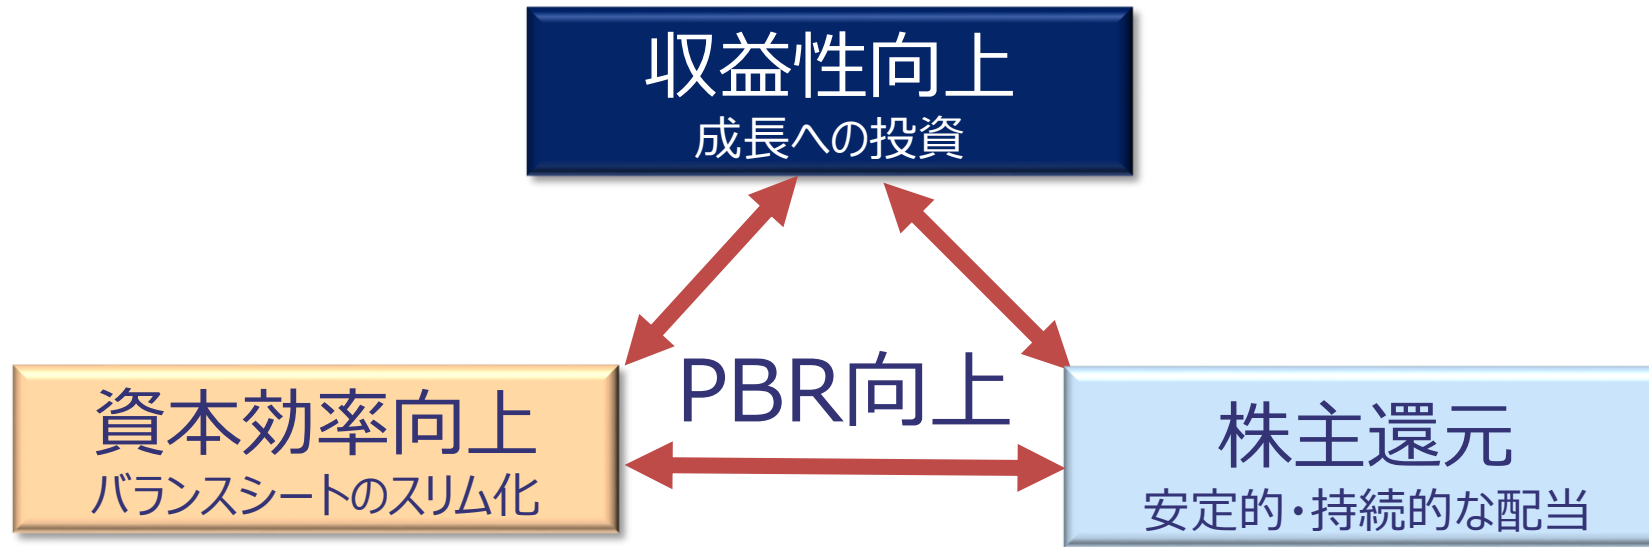 収益性向上
成長への投資
PBR向上
資本効率向上
バランスシートのスリム化
株主還元
安定的・持続的な配当